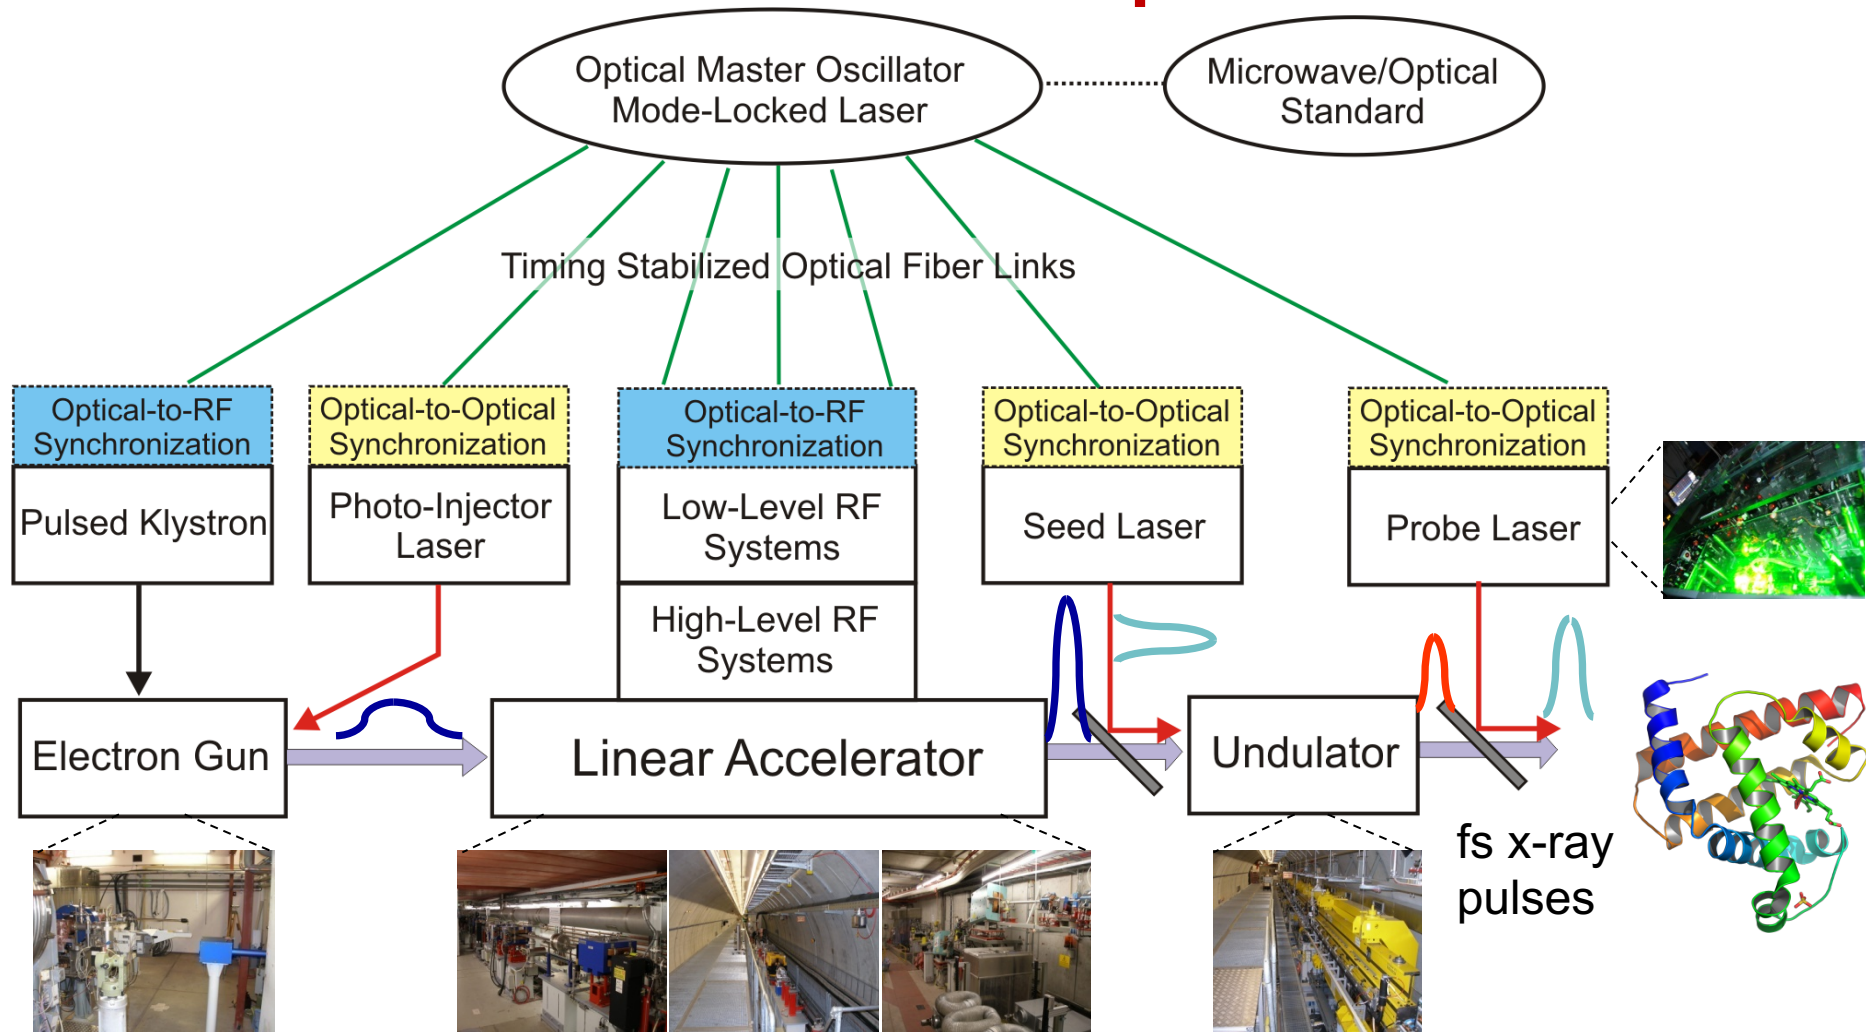 Optical Master Oscillator
Mode-Locked Laser
Microwave/Optical
Standard
Timing Stabilized Optical Fiber Links
Optical-to-RF
Synchronization
Pulsed Klystron
Optical-to-Optical
Synchronization
Photo-Injector
Laser
Optical-to-RF
Synchronization
Low-Level RF
Systems
High-Level RF
Systems
Optical-to-Optical
Synchronization
Seed Laser
Optical-to-Optical
Synchronization
Probe Laser
Electron Gun
Linear Accelerator
Undulator
fs x-ray
pulses